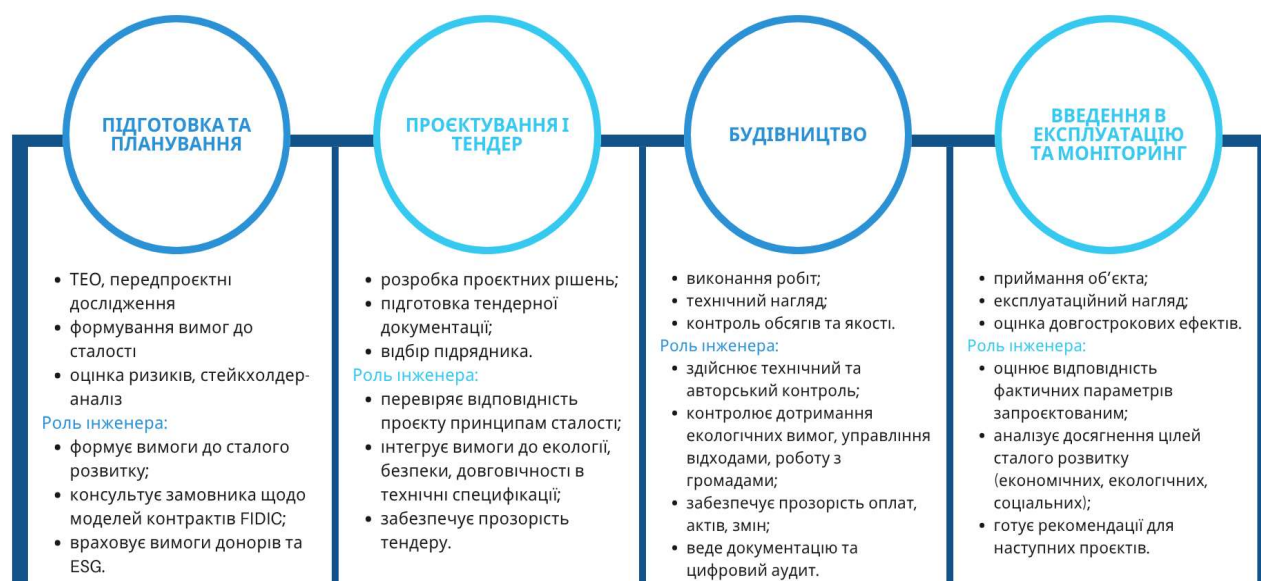 ПІДГОТОВКА ТА
ПЛАНУВАННЯ
ТЕО, передпроєктні
дослідження
формування вимог до
сталості
оцінка ризиків, стейкхолдер-
аналіз
Роль інженера:
формує вимоги до сталого
розвитку;
консультує замовника щодо
моделей контрактів FIDIC;
враховує вимоги донорів та
ESG.
ПРОЄКТУВАННЯ І
ТЕНДЕР
розробка проєктних рішень;
підготовка тендерної
документації;
відбір підрядника.
Роль інженера:
перевіряє відповідність
проєкту принципам сталості;
інтегрує вимоги до екології,
безпеки, довговічності в
технічні специфікації;
забезпечує прозорість
тендеру.
БУДІВНИЦТВО
виконання робіт;
технічний нагляд;
контроль обсягів та якості.
Роль інженера:
здійснює технічний та
авторський контроль;
контролює дотримання
екологічних вимог, управління
відходами, роботу з
громадами;
забезпечує прозорість оплат,
актів, змін;
веде документацію та
цифровий аудит.
ВВЕДЕННЯ В
ЕКСПЛУАТАЦІЮ
ТА МОНІТОРИНГ
приймання об’єкта;
експлуатаційний нагляд;
оцінка довгострокових ефектів.
Роль інженера:
оцінює відповідність
фактичних параметрів
запроєктованим;
аналізує досягнення цілей
сталого розвитку
(економічних, екологічних,
соціальних);
готує рекомендації для
наступних проєктів.